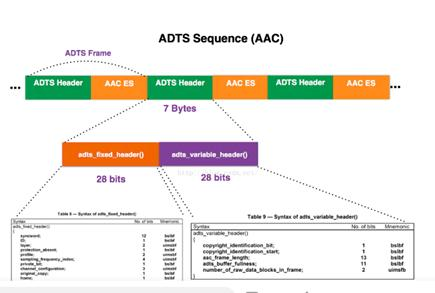 ADTS Sequence (AAC)
ADTS Frame
... ADTS Header AAC ES ADTS Header AAC ES ADTS Header AAC ES ...
7 Bytes
adts_fixed_header() adts_variable_header()
28 bits 28 bits
Table 8 — Syntax of adts_fixed_header()
Syntax No. of bits Mnemonic
adts_fixed_header()
{
syncword; 12 bslbf
ID; 1 bslbf
layer; 2 uimsbf
protection_absent; 1 bslbf
profile; 2 uimsbf
sampling_frequency_index; 4 uimsbf
private_bit; 1 bslbf
channel_configuration; 3 uimsbf
original_copy; 1 bslbf
home; 1 bslbf
Table 9 — Syntax of adts_variable_header()
Syntax No. of bits Mnemonic
adts_variable_header()
{
copyright_identification_bit; 1 bslbf
copyright_identification_start; 1 bslbf
aac_frame_length; 13 bslbf
adts_buffer_fullness; 11 bslbf
number_of_raw_data_blocks_in_frame; 2 uimsfb